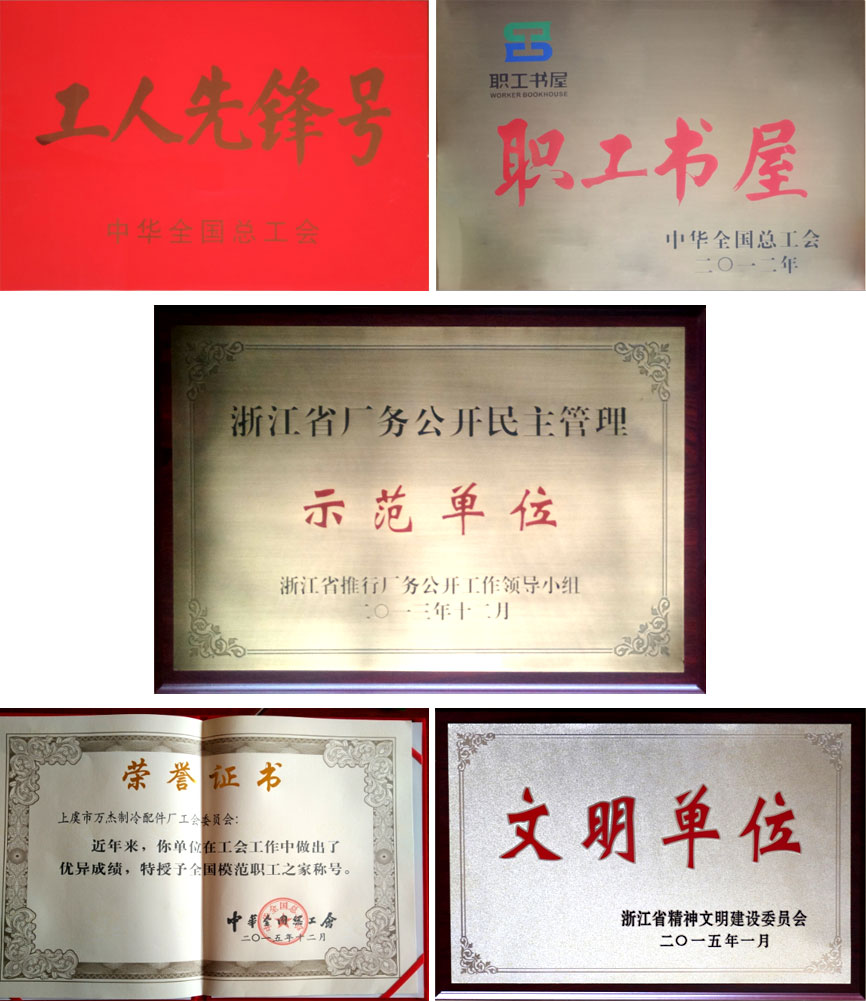 工人先锋号
中华全国总工会
职工书屋
WORKER BOOKHOUSE
职工书屋
中华全国总工会
二〇一二年
浙江省厂务公开民主管理
示范单位
浙江省推行厂务公开工作领导小组
二〇一三年十二月
荣誉证书
上虞市万杰制冷配件厂工会委员会：
近年来，你单位在工会工作中做出了
优异成绩，特授予全国模范职工之家称号。
中华全国总工会
二〇一五年十二月
文明单位
浙江省精神文明建设委员会
二〇一五年一月